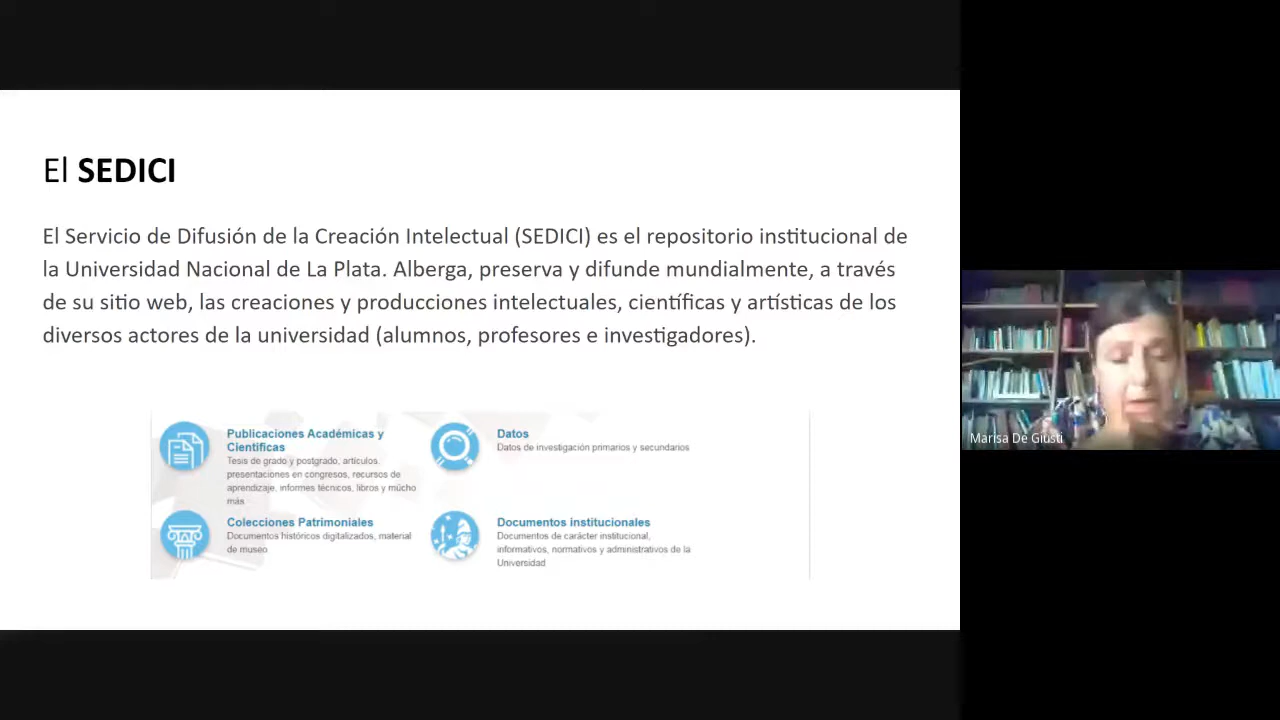 El SEDICI
El Servicio de Difusión de la Creación Intelectual (SEDICI) es el repositorio institucional de
la Universidad Nacional de La Plata. Alberga, preserva y difunde mundialmente, a través
de su sitio web, las creaciones y producciones intelectuales, científicas y artísticas de los
diversos actores de la universidad (alumnos, profesores e investigadores).
Publicaciones Académicas y
Científicas
Tesis de grado y postgrado, artículos,
presentaciones en congresos, recursos de
aprendizaje, informes técnicos, libros y mucho
más
Datos
Datos de investigación primarios y secundarios
Colecciones Patrimoniales
Documentos históricos digitalizados, material
de museo
Documentos institucionales
Documentos de carácter institucional,
informativos, normativos y administrativos de la
Universidad
Marisa De Giusti